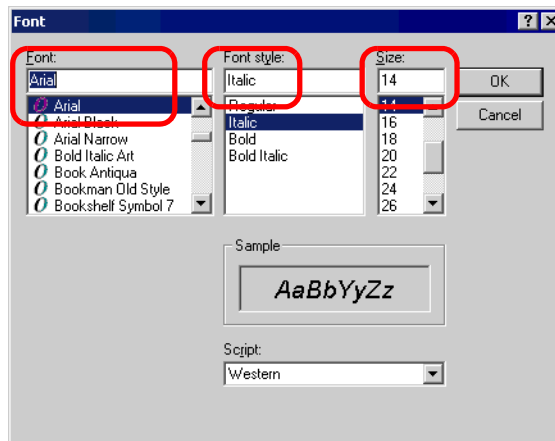 Font
Font:
Font style:
Size:
Arial
Italic
14
OK
Cancel
Arial
Arial Black
Arial Narrow
Bold Italic Art
Book Antiqua
Bookman Old Style
Bookshelf Symbol 7
Regular
Italic
Bold
Bold Italic
14
16
18
20
22
24
26
Sample
AaBbYyZz
Script:
Western